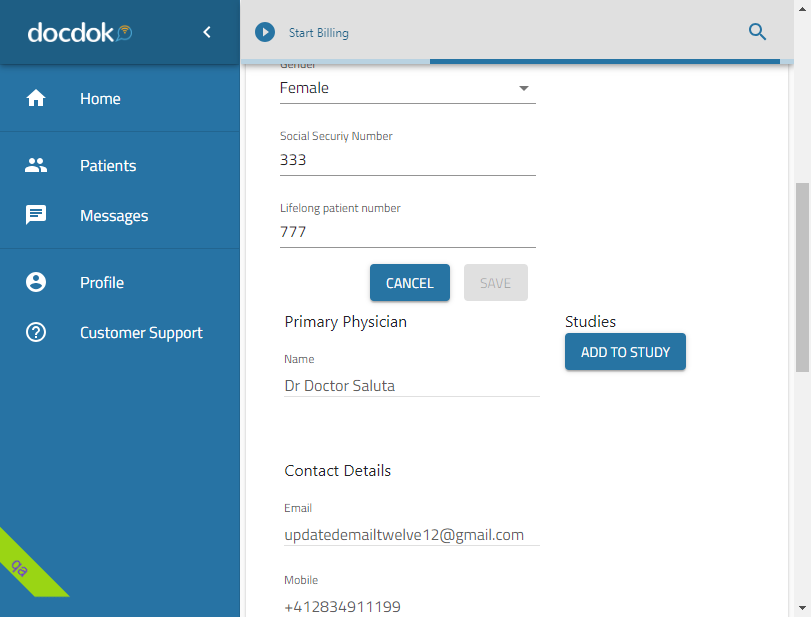 docdok
Start Billing
Home
Patients
Messages
Profile
Customer Support
qa
Gender
Female
Social Securiy Number
333
Lifelong patient number
777
CANCEL
SAVE
Primary Physician
Studies
ADD TO STUDY
Name
Dr Doctor Saluta
Contact Details
Email
updatedemailtwelve12@gmail.com
Mobile
+412834911199